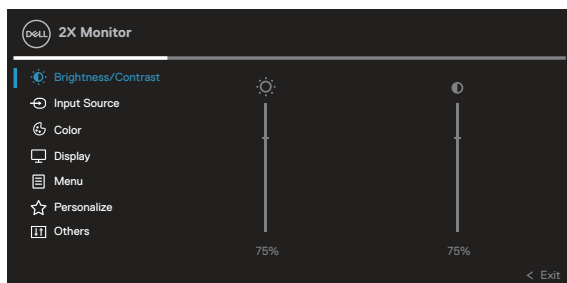 DELL 2X Monitor
Brightness/Contrast
Input Source
Color
Display
Menu
Personalize
Others
75% 75%
< Exit